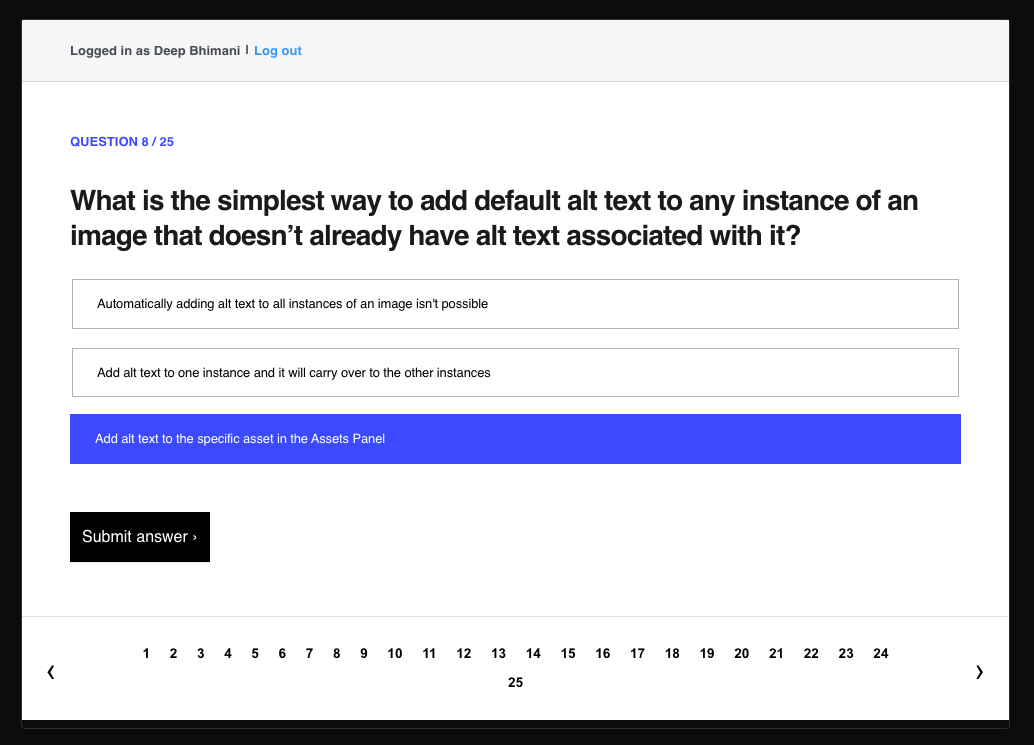 Logged in as Deep Bhimani | Log out
QUESTION 8 / 25
What is the simplest way to add default alt text to any instance of an
image that doesn’t already have alt text associated with it?
Automatically adding alt text to all instances of an image isn't possible
Add alt text to one instance and it will carry over to the other instances
Add alt text to the specific asset in the Assets Panel
Submit answer ›
1 2 3 4 5 6 7 8 9 10 11 12 13 14 15 16 17 18 19 20 21 22 23 24
‹ ›
25